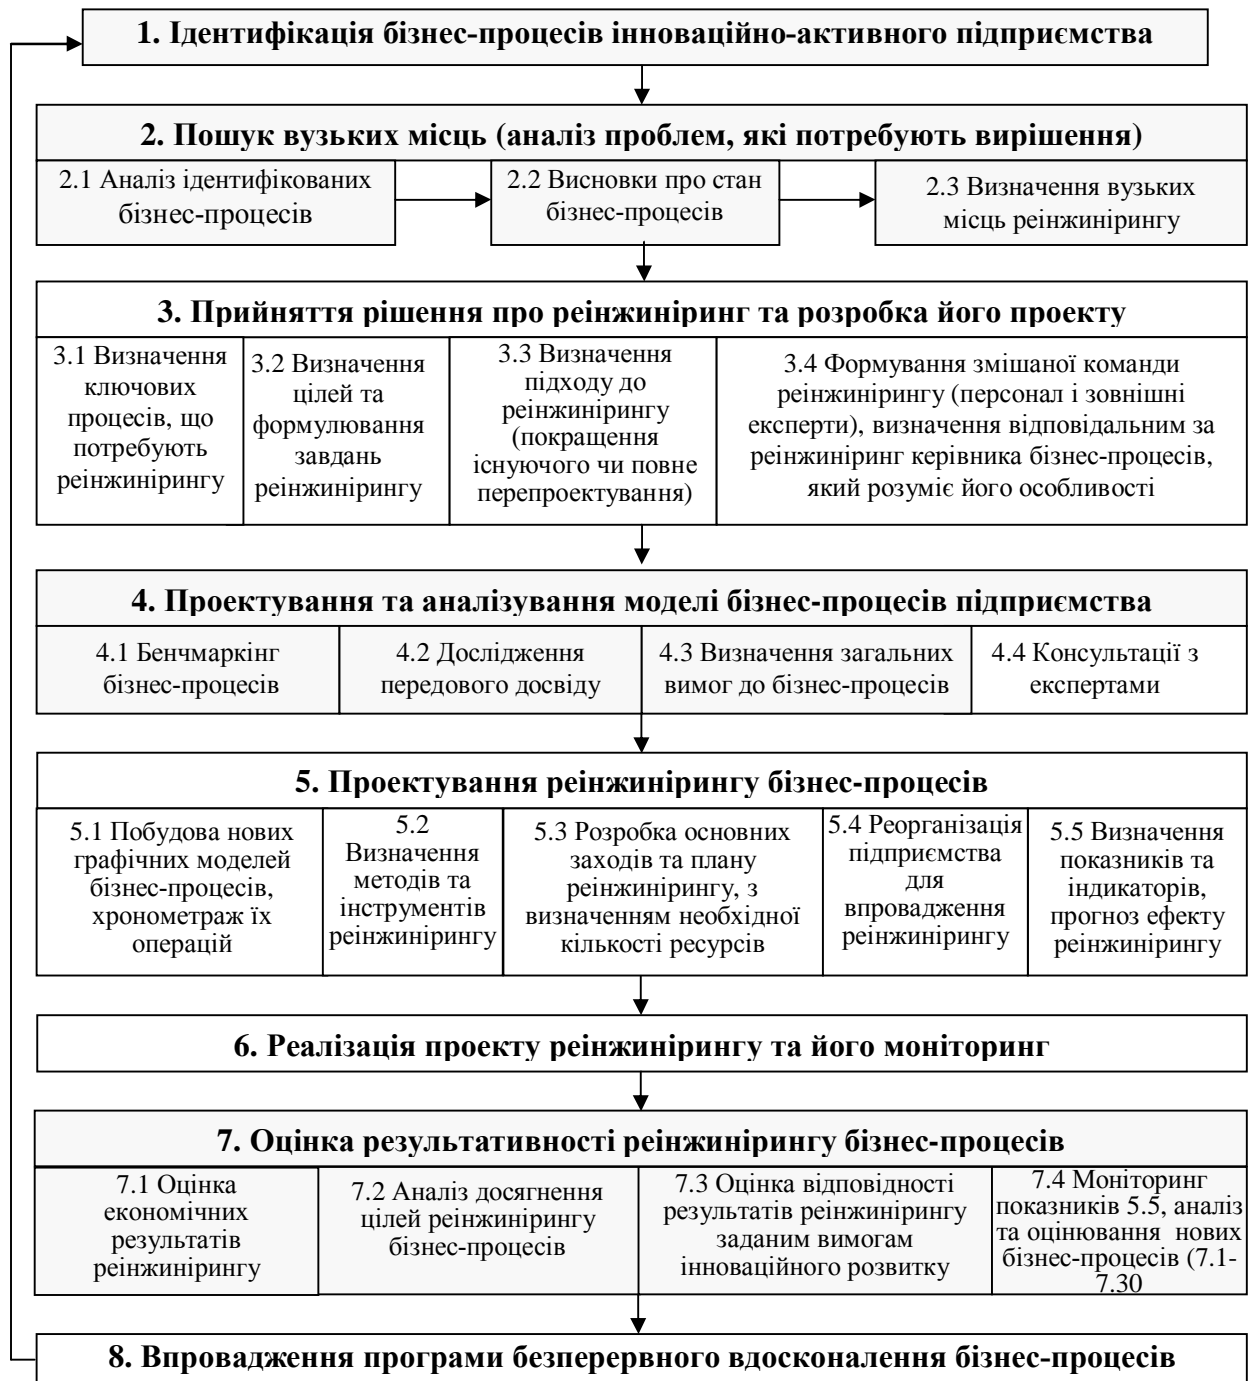 1. Ідентифікація бізнес-процесів інноваційно-активного підприємства
2. Пошук вузьких місць (аналіз проблем, які потребують вирішення)
2.1 Аналіз ідентифікованих
бізнес-процесів
2.2 Висновки про стан
бізнес-процесів
2.3 Визначення вузьких
місць реінжинірингу
3. Прийняття рішення про реінжиніринг та розробка його проекту
3.1 Визначення
ключових
процесів, що
потребують
реінжинірингу
3.2 Визначення
цілей та
формулювання
завдань
реінжинірингу
3.3 Визначення
підходу до
реінжинірингу
(покращення
існуючого чи повне
перепроектування)
3.4 Формування змішаної команди
реінжинірингу (персонал і зовнішні
експерти), визначення відповідальним за
реінжиніринг керівника бізнес-процесів,
який розуміє його особливості
4. Проектування та аналізування моделі бізнес-процесів підприємства
4.1 Бенчмаркінг
бізнес-процесів
4.2 Дослідження
передового досвіду
4.3 Визначення загальних
вимог до бізнес-процесів
4.4 Консультації з
експертами
5. Проектування реінжинірингу бізнес-процесів
5.1 Побудова нових
графічних моделей
бізнес-процесів,
хронометраж їх
операцій
5.2
Визначення
методів та
інструментів
реінжинірингу
5.3 Розробка основних
заходів та плану
реінжинірингу, з
визначенням необхідної
кількості ресурсів
5.4 Реорганізація
підприємства
для
впровадження
реінжинірингу
5.5 Визначення
показників та
індикаторів,
прогноз ефекту
реінжинірингу
6. Реалізація проекту реінжинірингу та його моніторинг
7. Оцінка результативності реінжинірингу бізнес-процесів
7.1 Оцінка
економічних
результатів
реінжинірингу
7.2 Аналіз досягнення
цілей реінжинірингу
бізнес-процесів
7.3 Оцінка відповідності
результатів реінжинірингу
заданим вимогам
інноваційного розвитку
7.4 Моніторинг
показників 5.5, аналіз
та оцінювання нових
бізнес-процесів (7.1-
7.30
8. Впровадження програми безперервного вдосконалення бізнес-процесів